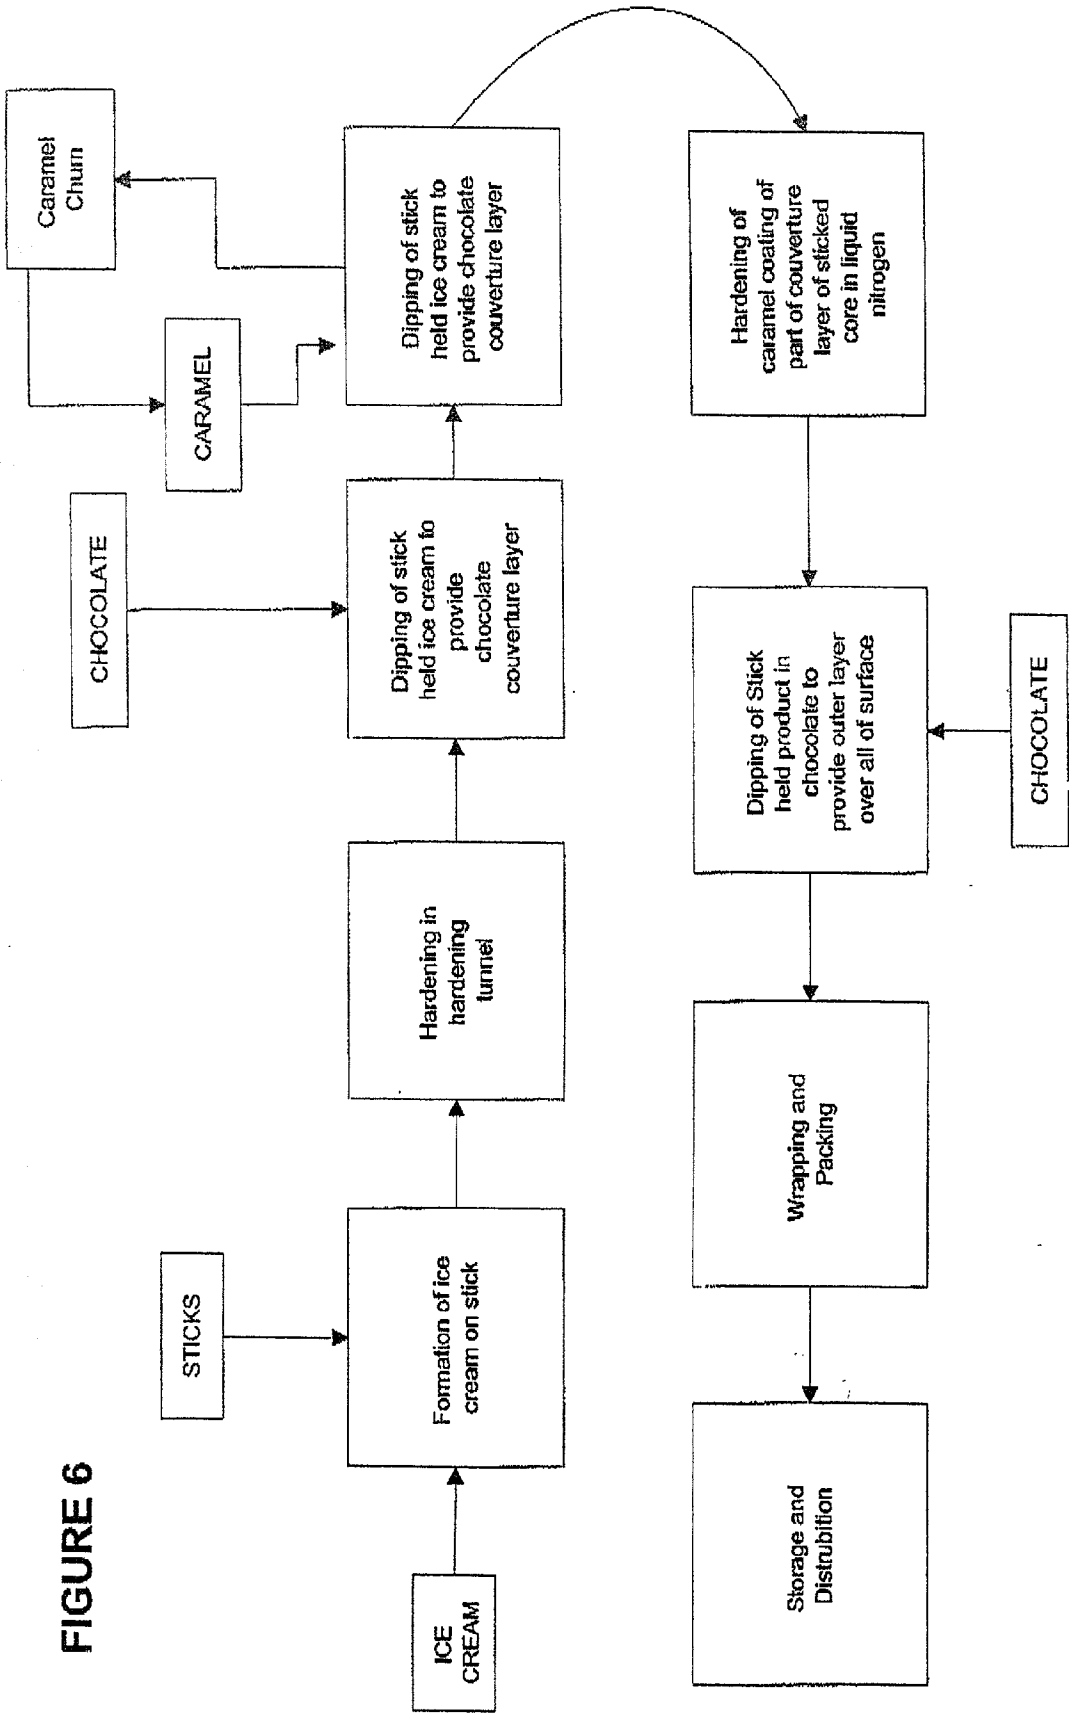 FIGURE 6
ICE
CREAM
STICKS
Formation of ice
cream on stick
Hardening in
hardening
tunnel
CHOCOLATE
Dipping of stick
held ice cream to
provide
chocolate
couverture layer
CARAMEL
Caramel
Churn
Dipping of stick
held ice cream to
provide chocolate
couverture layer
Hardening of
caramel coating of
part of couverture
layer of sticked
core in liquid
nitrogen
Dipping of Stick
held product in
chocolate to
provide outer layer
over all of surface
CHOCOLATE
Wrapping and
Packing
Storage and
Distrubition